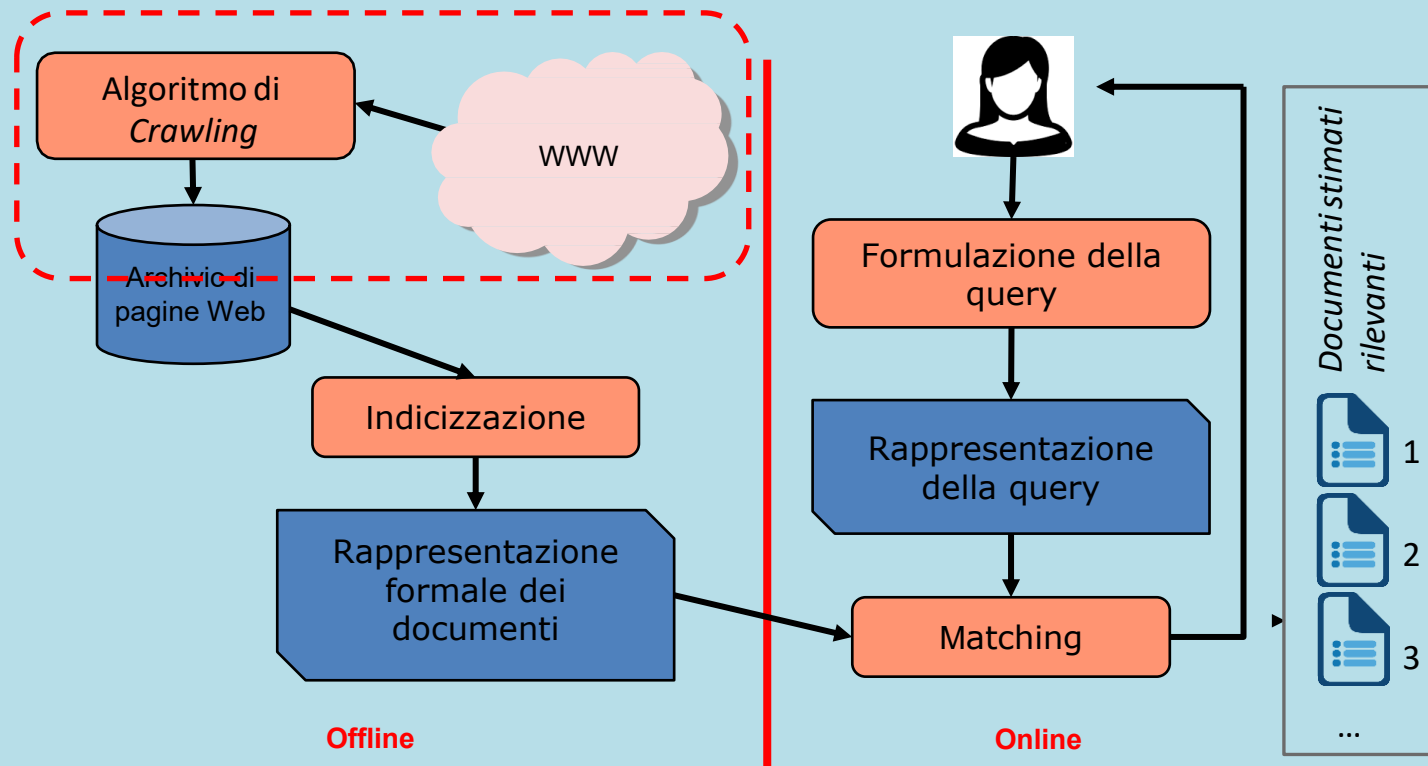 Algoritmo di
Crawling
WWW
Archivio di
pagine Web
Indicizzazione
Rappresentazione
formale dei
documenti
Offline
Formulazione della
query
Rappresentazione
della query
Matching
Online
Documenti stimati
rilevanti
1
2
3
...